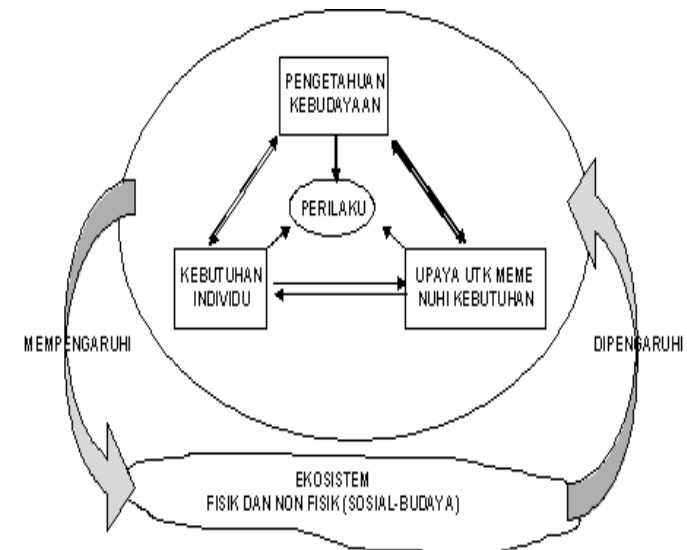 PENGETAHUAN
KEBUDAYAAN
PERILAKU
KEBUTUHAN
INDIVIDU
UPAYA UTK MEME
NUHI KEBUTUHAN
MEMPENGARUHI
DIPENGARUHI
EKOSISTEM
FISIK DAN NON FISIK (SOSIAL-BUDAYA)